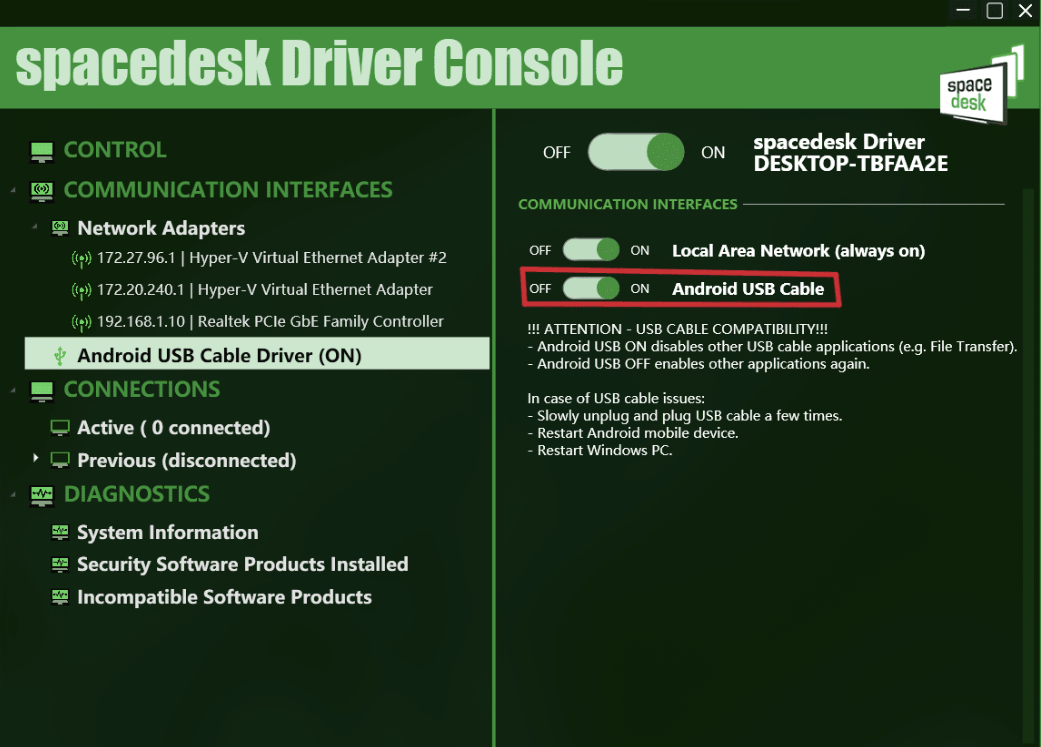 spacedesk Driver Console
space
desk
CONTROL
COMMUNICATION INTERFACES
Network Adapters
172.27.96.1 | Hyper-V Virtual Ethernet Adapter #2
172.20.240.1 | Hyper-V Virtual Ethernet Adapter
192.168.1.10 | Realtek PCIe GbE Family Controller
Android USB Cable Driver (ON)
CONNECTIONS
Active ( 0 connected)
Previous (disconnected)
DIAGNOSTICS
System Information
Security Software Products Installed
Incompatible Software Products
OFF ON spacedesk Driver
DESKTOP-TBFAA2E
COMMUNICATION INTERFACES
OFF ON Local Area Network (always on)
OFF ON Android USB Cable
!!! ATTENTION - USB CABLE COMPATIBILITY!!!
- Android USB ON disables other USB cable applications (e.g. File Transfer).
- Android USB OFF enables other applications again.
In case of USB cable issues:
- Slowly unplug and plug USB cable a few times.
- Restart Android mobile device.
- Restart Windows PC.